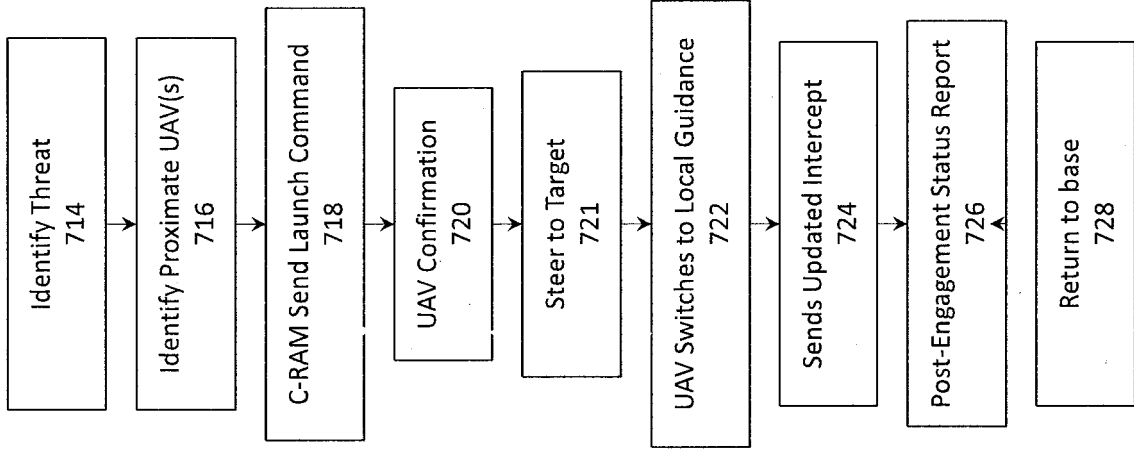 Identify Threat
714
Identify Proximate UAV(s)
716
C-RAM Send Launch Command
718
UAV Confirmation
720
Steer to Target
721
UAV Switches to Local Guidance
722
Sends Updated Intercept
724
Post-Engagement Status Report
726
Return to base
728